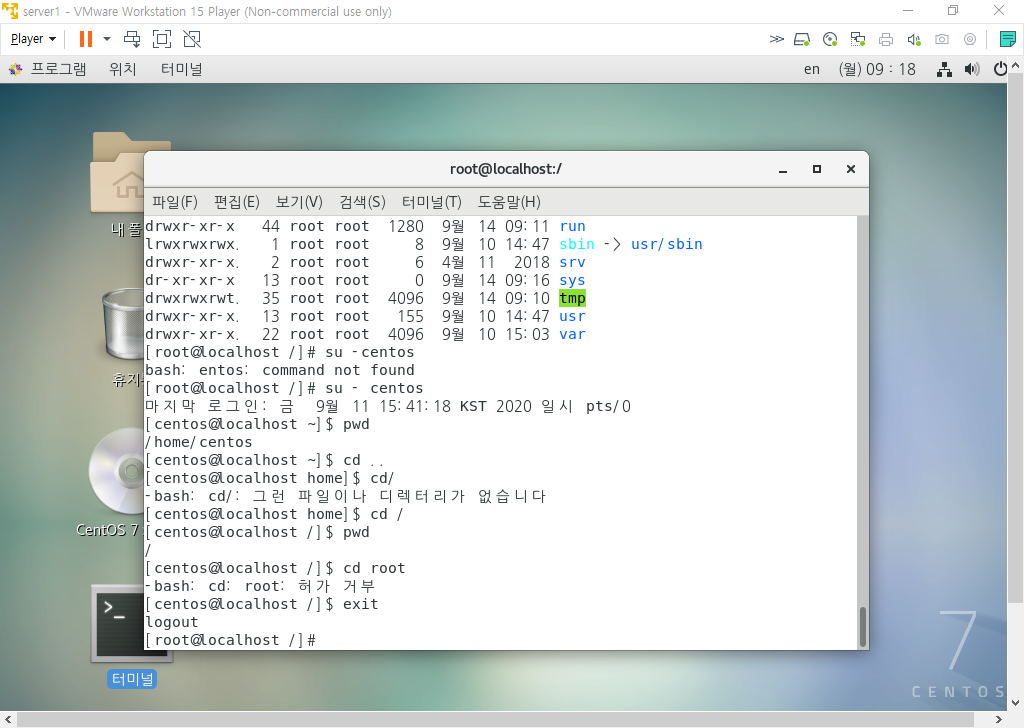 server1 - VMware Workstation 15 Player (Non-commercial use only)
Player
프로그램 위치 터미널 en (월) 09 : 18
root@localhost:/
파일(F) 편집(E) 보기(V) 검색(S) 터미널(T) 도움말(H)
drwxr-xr-x 44 root root 1280 9월 14 09:11 run
lrwxrwxrwx. 1 root root 8 9월 10 14:47 sbin -> usr/sbin
drwxr-xr-x. 2 root root 6 4월 11 2018 srv
dr-xr-xr-x 13 root root 0 9월 14 09:16 sys
drwxrwxrwt. 35 root root 4096 9월 14 09:10 tmp
drwxr-xr-x. 13 root root 155 9월 10 14:47 usr
drwxr-xr-x. 22 root root 4096 9월 10 15:03 var
[root@localhost /]# su -centos
bash: entos: command not found
[root@localhost /]# su - centos
마지막 로그인: 금 9월 11 15:41:18 KST 2020 일시 pts/0
[centos@localhost ~]$ pwd
/home/centos
[centos@localhost ~]$ cd ..
[centos@localhost home]$ cd/
-bash: cd/: 그런 파일이나 디렉터리가 없습니다
[centos@localhost home]$ cd /
[centos@localhost /]$ pwd
/
[centos@localhost /]$ cd root
-bash: cd: root: 허가 거부
[centos@localhost /]$ exit
logout
[root@localhost /]#
내 폴
휴지
CentOS 7
터미널
7
CENTOS